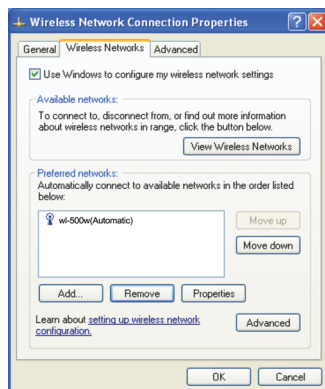 Wireless Network Connection Properties
General Wireless Networks Advanced
Use Windows to configure my wireless network settings
Available networks:
To connect to, disconnect from, or find out more information
about wireless networks in range, click the button below.
View Wireless Networks
Preferred networks:
Automatically connect to available networks in the order listed
below:
wl-500w(Automatic)
Move up
Move down
Add... Remove Properties
Learn about setting up wireless network
configuration.
Advanced
OK Cancel